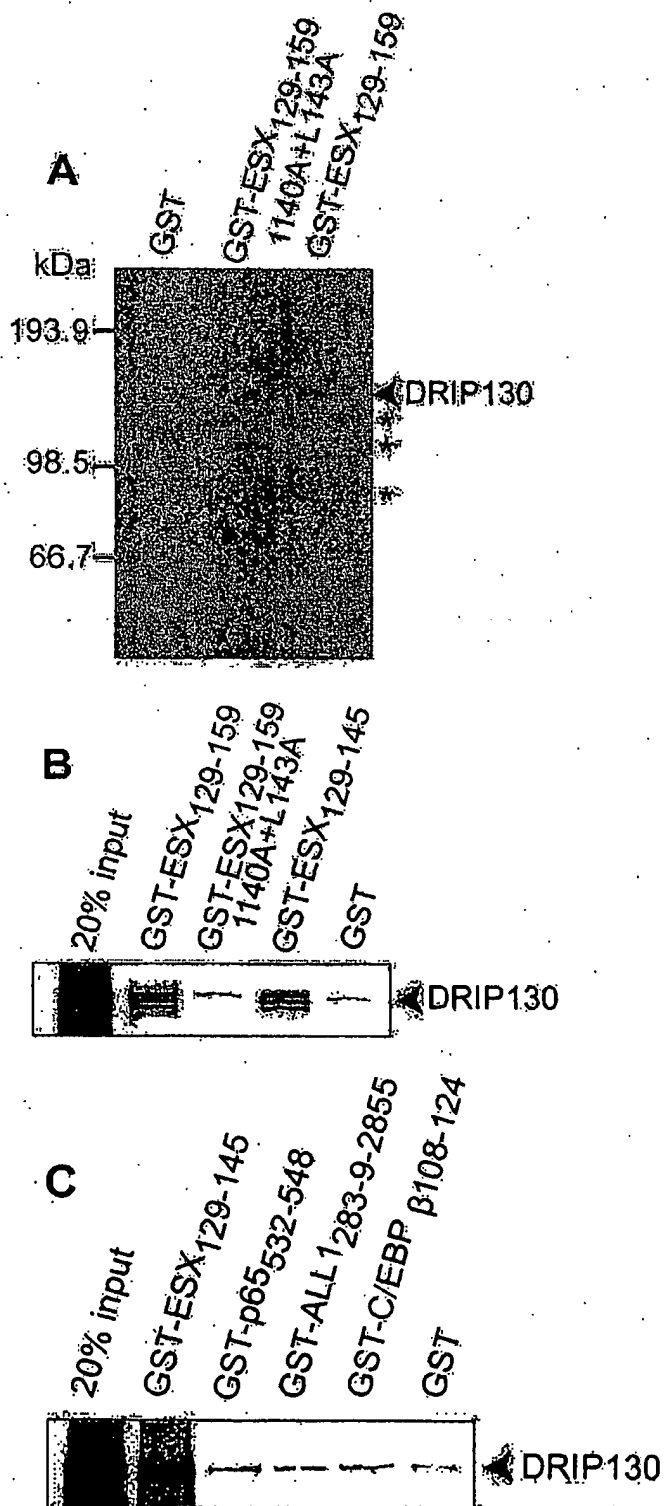 A
GST
GST-ESX129-159
1140A+L143A
GST-ESX129-159
kDa
193.9
DRIP130
98.5
66.7
B
20% input
GST-ESX129-159
GST-ESX129-159
1140A+L143A
GST-ESX129-145
GST
DRIP130
C
20% input
GST-ESX129-145
GST-p65532-548
GST-ALL1283-9-2855
GST-C/EBP β108-124
GST
DRIP130